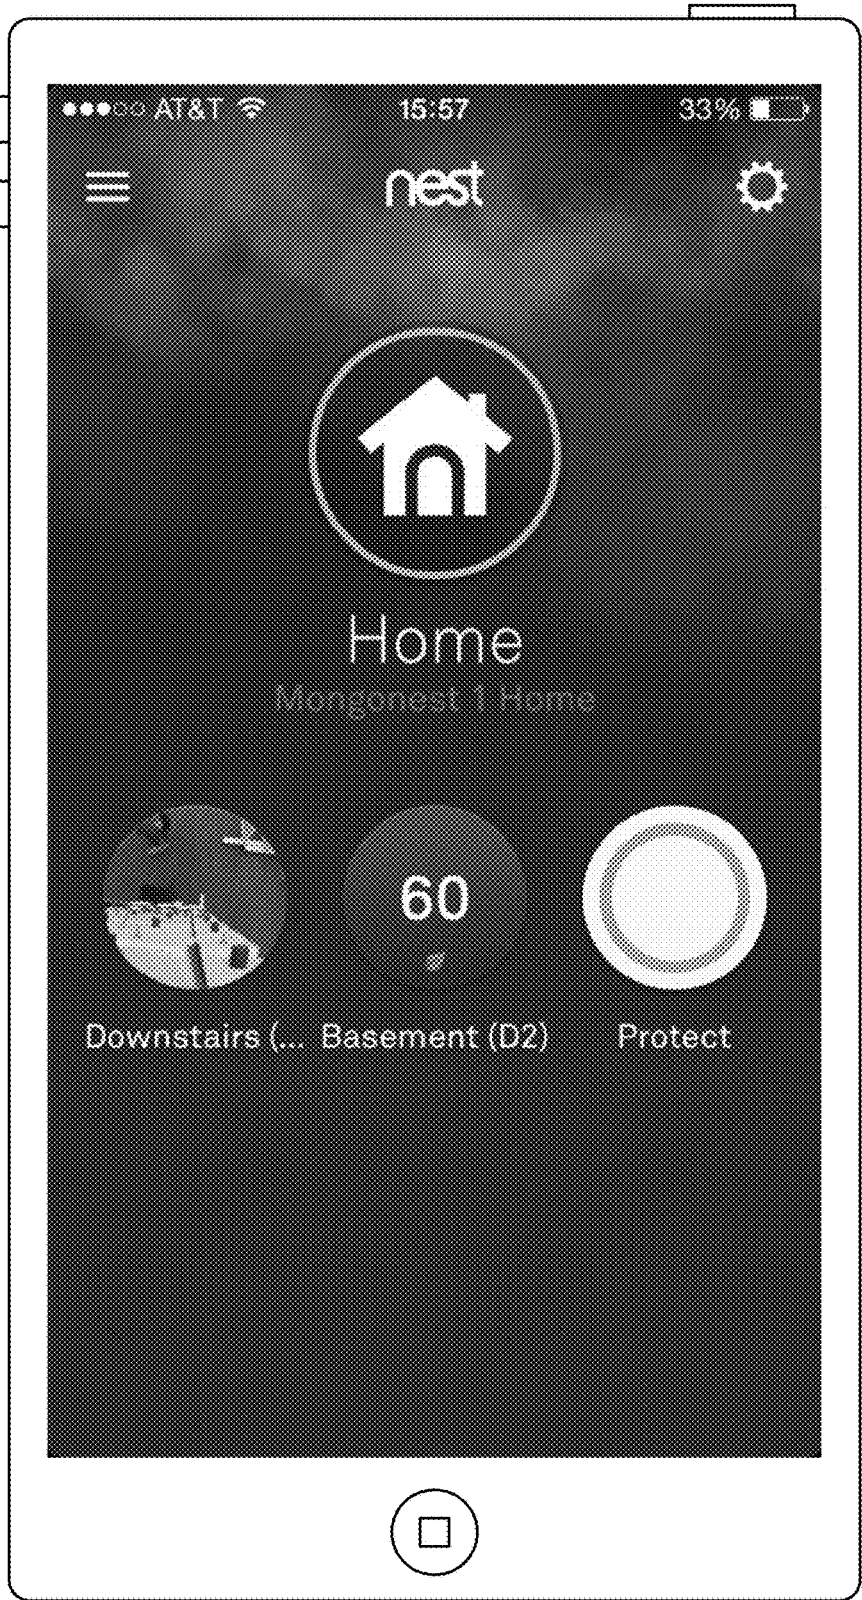 AT&T 15:57 33%
nest
Home
Mongonest 1 Home
60
Downstairs (... Basement (D2) Protect